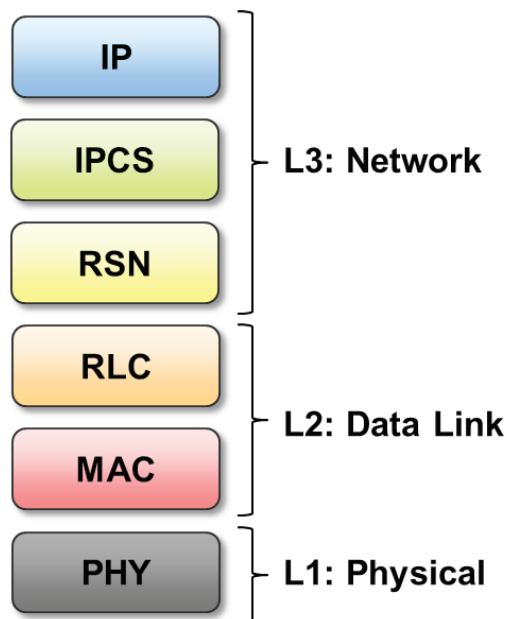 IP
IPCS
L3: Network
RSN
RLC
L2: Data Link
MAC
PHY
L1: Physical